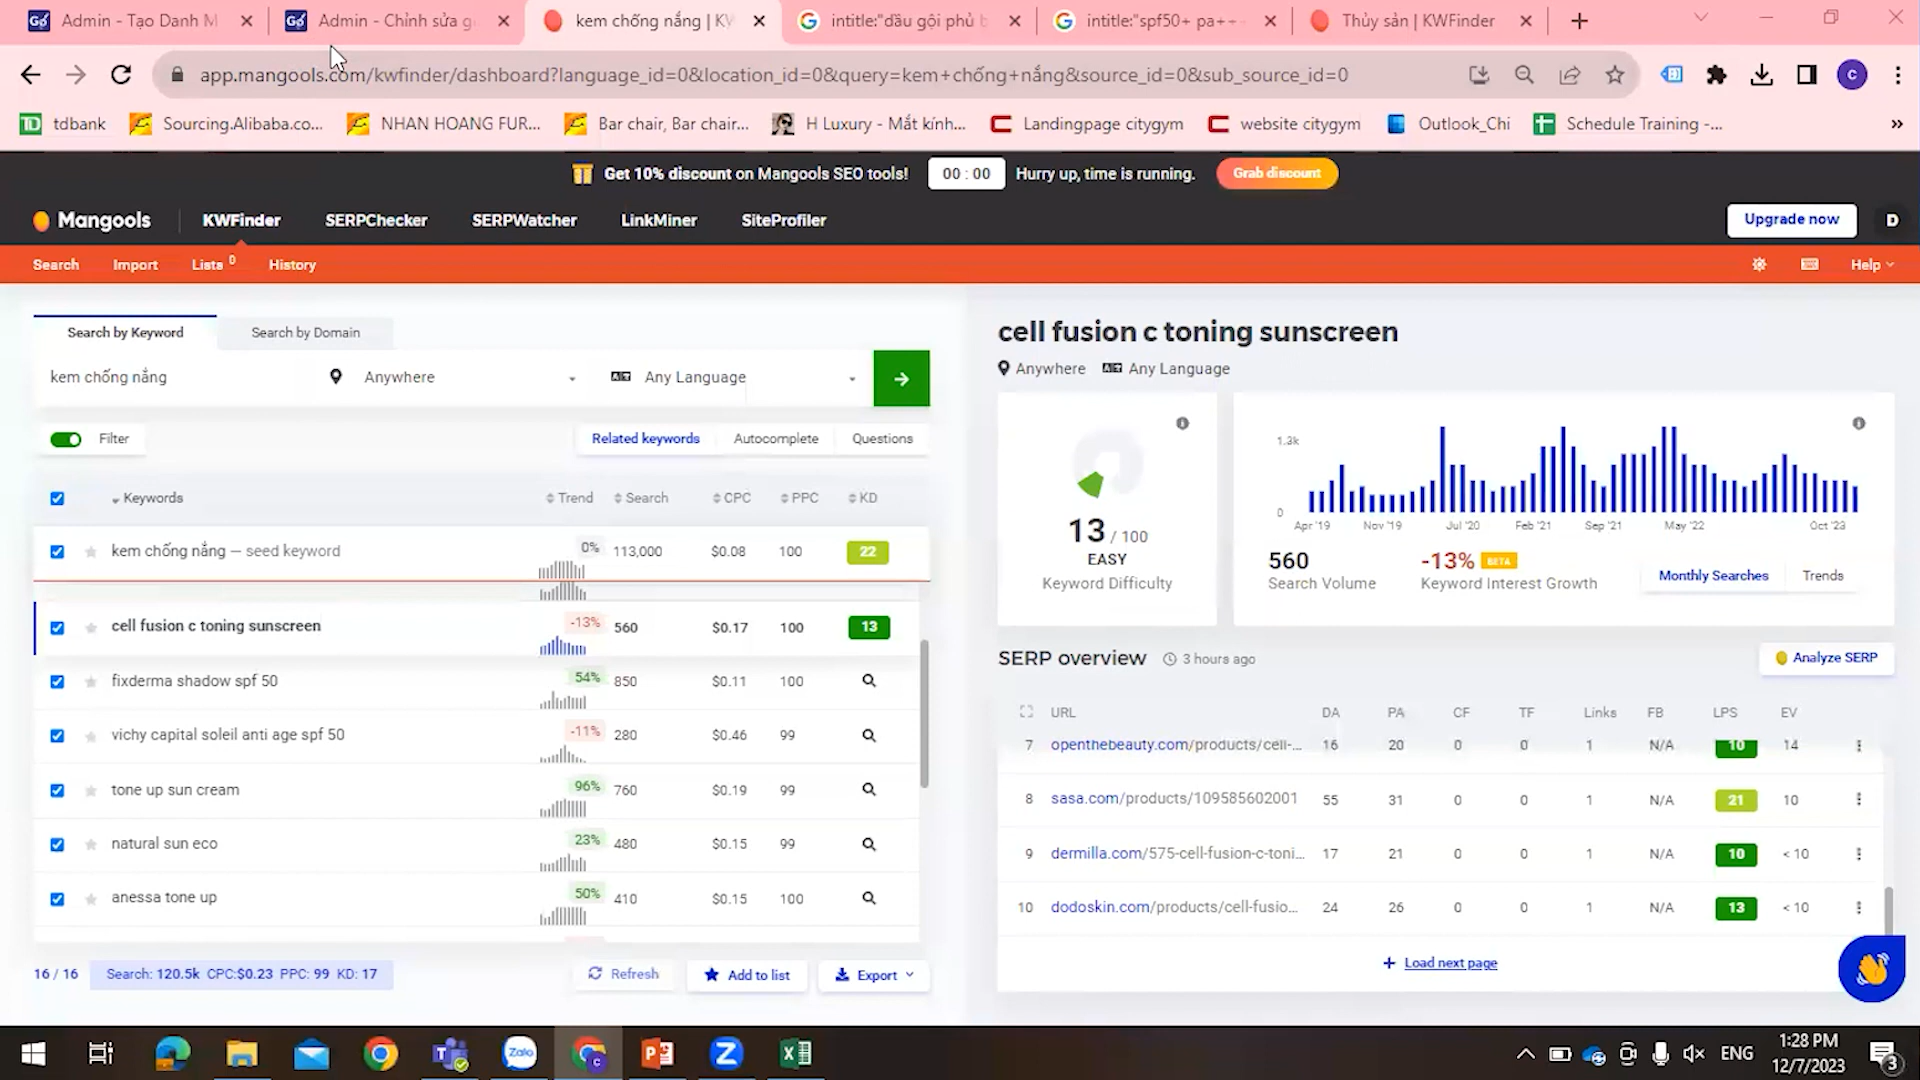 Admin - Tạo Danh M
Admin - Chỉnh sửa g
kem chống nắng | KW
intitle:"dầu gội phủ b
intitle:"spf50+ pa++
Thủy sản | KWFinder
app.mangools.com/kwfinder/dashboard?language_id=0&location_id=0&query=kem+chống+nắng&source_id=0&sub_source_id=0
C
TD tdbank
Sourcing.Alibaba.co...
NHAN HOANG FUR...
Bar chair, Bar chair...
H Luxury - Mắt kính...
Landingpage citygym
website citygym
Outlook_Chi
Schedule Training -...
»
Get 10% discount on Mangools SEO tools!
00 : 00
Hurry up, time is running.
Grab discount
Mangools
KWFinder
SERPChecker
SERPWatcher
LinkMiner
SiteProfiler
Upgrade now
D
Search
Import
Lists 0
History
Help
Search by Keyword
Search by Domain
kem chống nắng
Anywhere
Any Language
Filter
Related keywords
Autocomplete
Questions
Keywords Trend Search CPC PPC KD
kem chống nắng — seed keyword 0% 113,000 $0.08 100 22
cell fusion c toning sunscreen -13% 560 $0.17 100 13
fixderma shadow spf 50 54% 850 $0.11 100
vichy capital soleil anti age spf 50 -11% 280 $0.46 99
tone up sun cream 96% 760 $0.19 99
natural sun eco 23% 480 $0.15 99
anessa tone up 50% 410 $0.15 100
16 / 16
Search: 120.5k CPC:$0.23 PPC: 99 KD: 17
Refresh
Add to list
Export
cell fusion c toning sunscreen
Anywhere
Any Language
13 / 100
EASY
Keyword Difficulty
1.3k
0
Apr '19
Nov '19
Jul '20
Feb '21
Sep '21
May '22
Oct '23
560
Search Volume
-13% BETA
Keyword Interest Growth
Monthly Searches
Trends
SERP overview
3 hours ago
Analyze SERP
URL DA PA CF TF Links FB LPS EV
7 openthebeauty.com/products/cell-... 16 20 0 0 1 N/A 10 14
8 sasa.com/products/109585602001 55 31 0 0 1 N/A 21 10
9 dermilla.com/575-cell-fusion-c-toni... 17 21 0 0 1 N/A 10 < 10
10 dodoskin.com/products/cell-fusio... 24 26 0 0 1 N/A 13 < 10
+ Load next page
Zalo
ENG
1:28 PM
12/7/2023
3